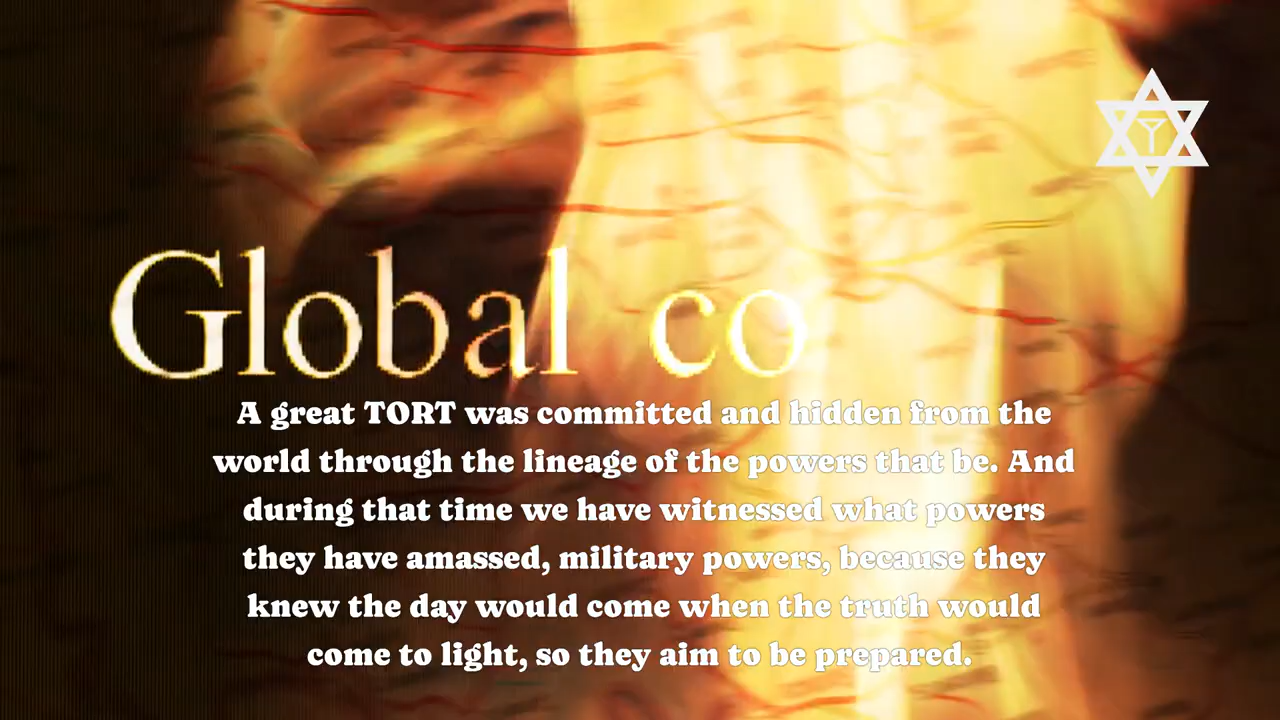 Global co
A great TORT was committed and hidden from the
world through the lineage of the powers that be. And
during that time we have witnessed what powers
they have amassed, military powers, because they
knew the day would come when the truth would
come to light, so they aim to be prepared.